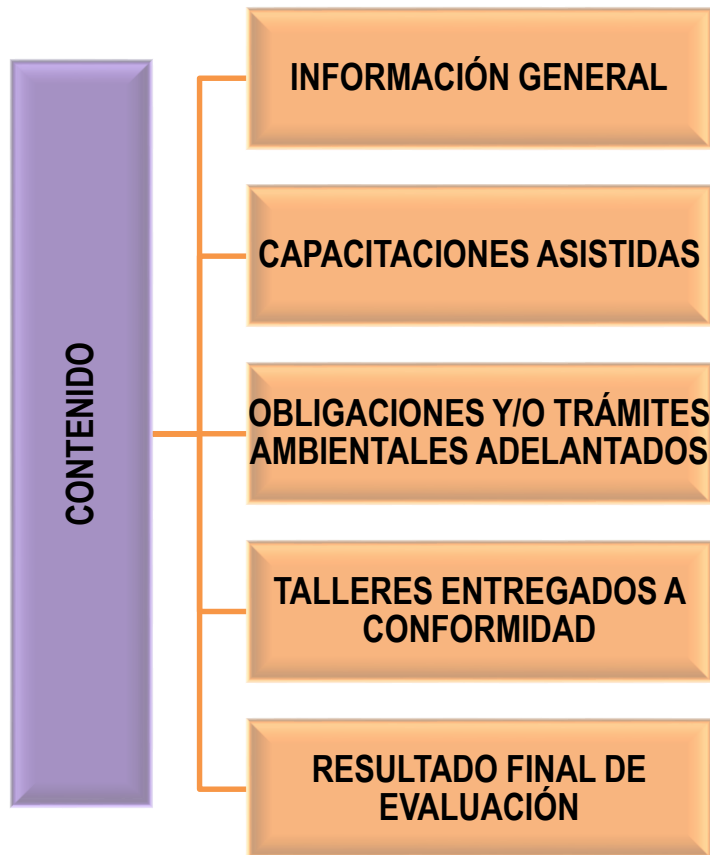 CONTENIDO
INFORMACIÓN GENERAL
CAPACITACIONES ASISTIDAS
OBLIGACIONES Y/O TRÁMITES
AMBIENTALES ADELANTADOS
TALLERES ENTREGADOS A
CONFORMIDAD
RESULTADO FINAL DE
EVALUACIÓN